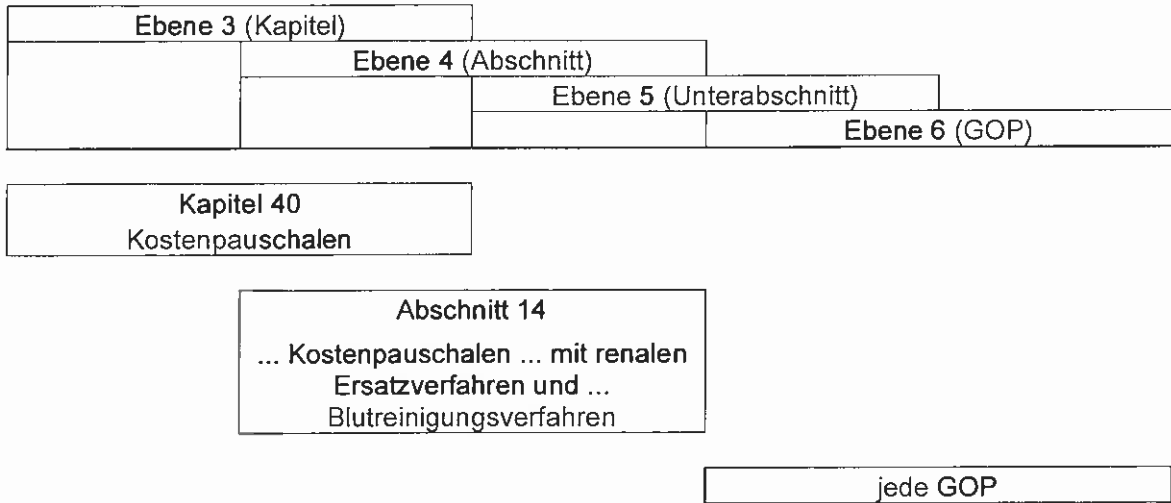 Ebene 3 (Kapitel)
Ebene 4 (Abschnitt)
Ebene 5 (Unterabschnitt)
Ebene 6 (GOP)
Kapitel 40
Kostenpauschalen
Abschnitt 14
... Kostenpauschalen ... mit renalen
Ersatzverfahren und ...
Blutreinigungsverfahren
jede GOP